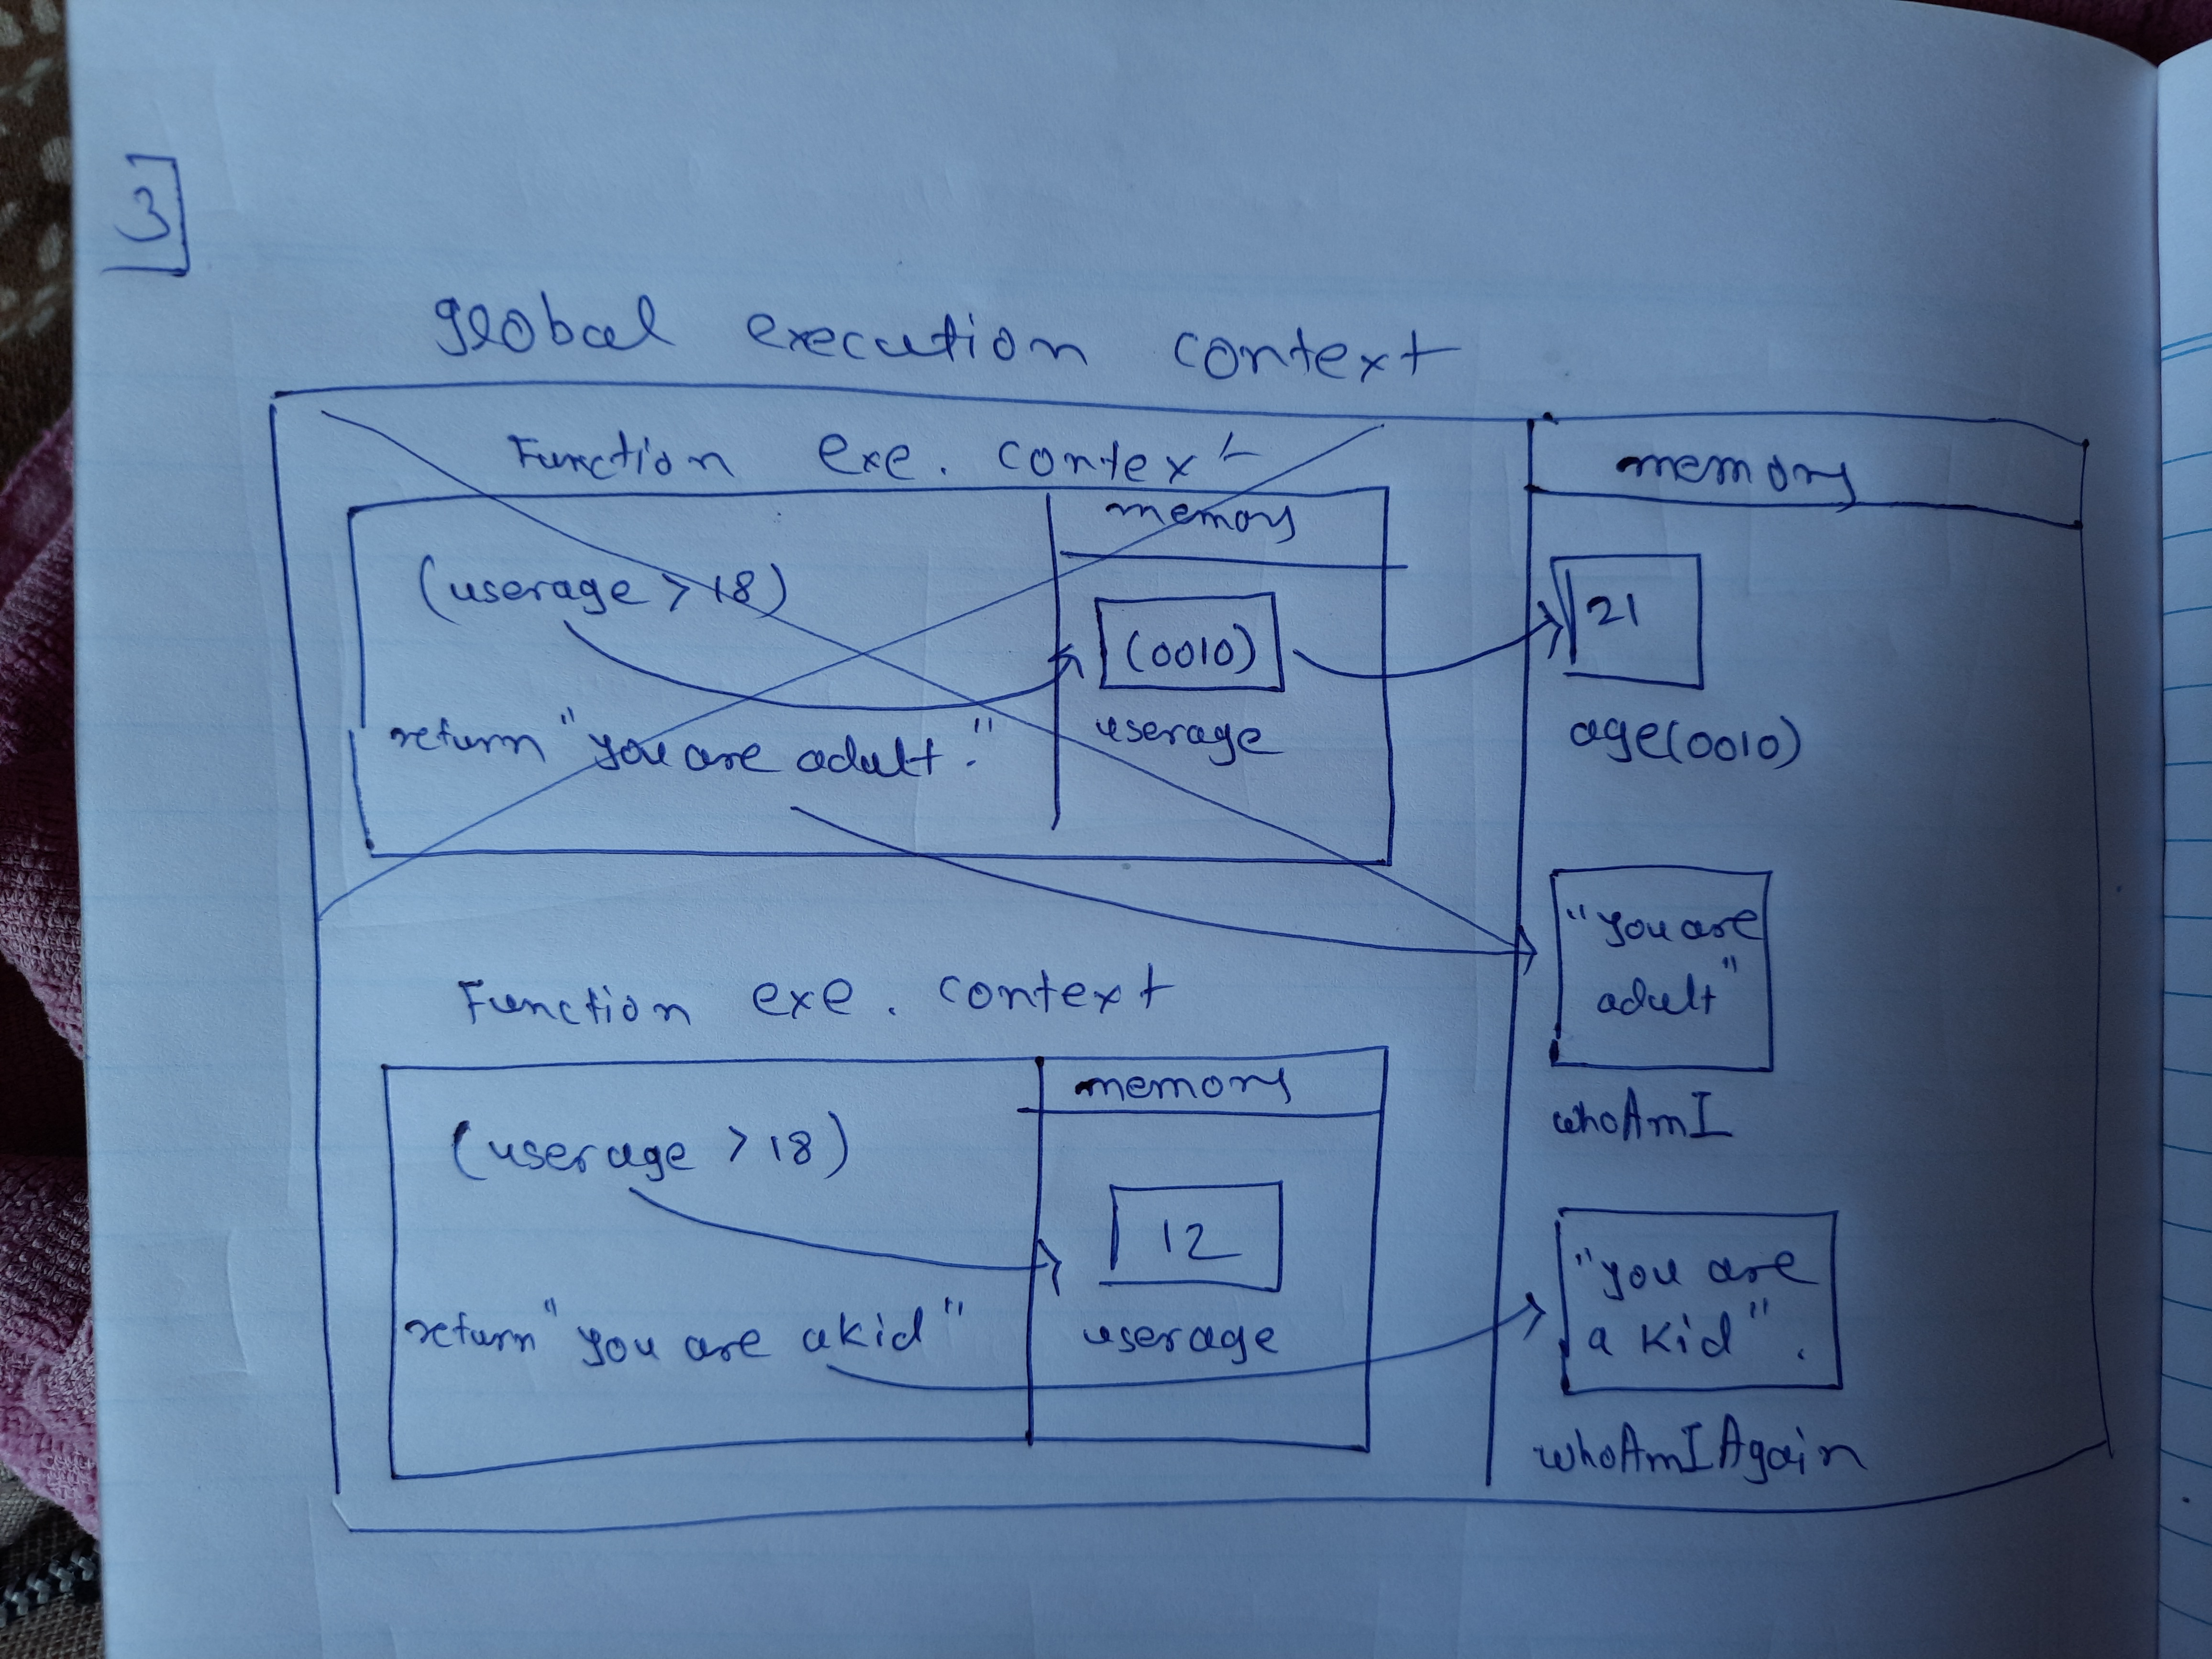 3
global execution context
Function exe. context
memory
(userage > 18)
(0010)
return "you are adult."
userage
Function exe. context
memory
(userage > 18)
12
return "you are a kid"
userage
memory
21
age(0010)
"you are
adult"
whoAmI
"you are
a kid".
whoAmIAgain